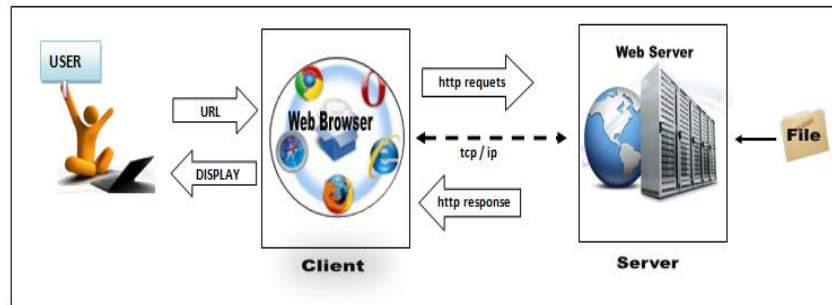 USER
URL
DISPLAY
Web Browser
Client
http requets
tcp / ip
http response
Web Server
Server
File